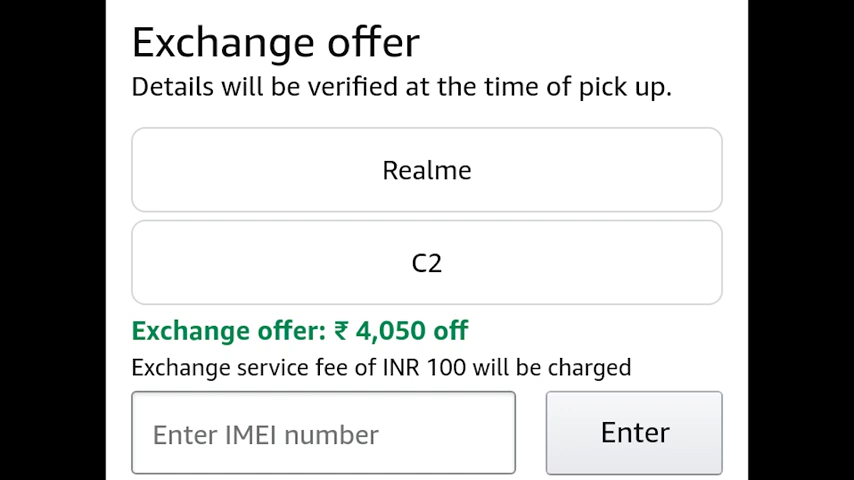 Exchange offer
Details will be verified at the time of pick up.
Realme
C2
Exchange offer: ₹ 4,050 off
Exchange service fee of INR 100 will be charged
Enter IMEI number
Enter